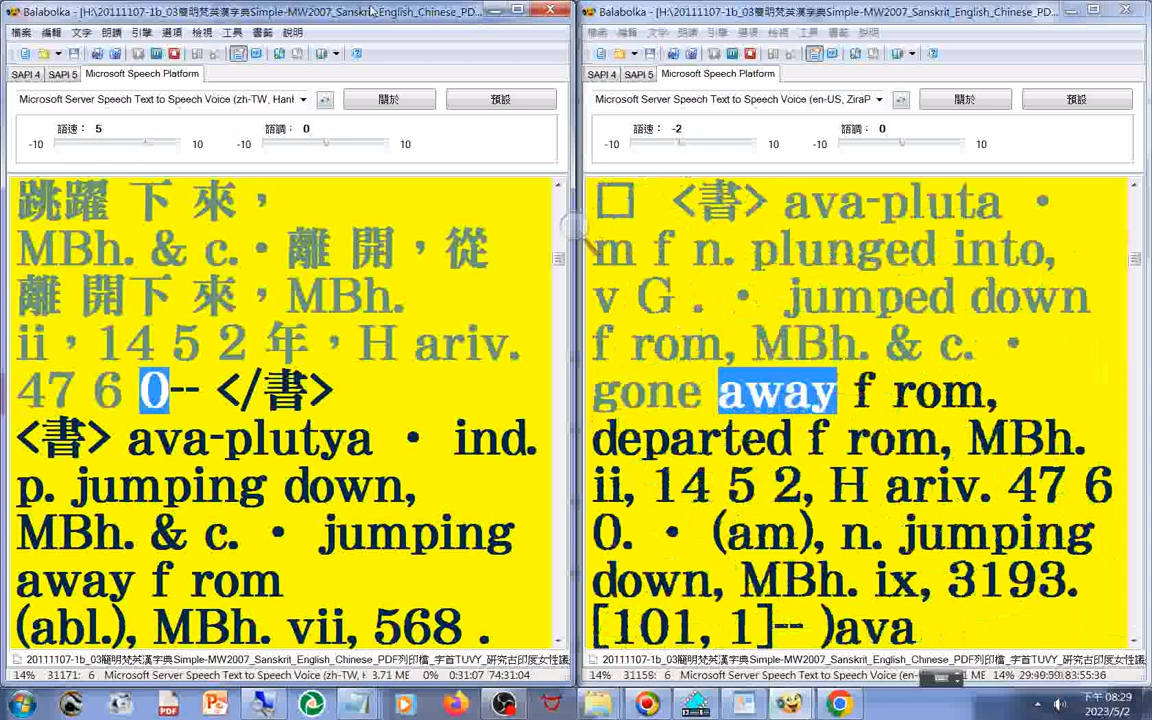 Balabolka - [H:\20111107-1b_03簡明梵英漢字典Simple-MW2007_Sanskrit_English_Chinese_PD...
檔案 編輯 文字 朗讀 引擎 選項 檢視 工具 書籤 說明
SAPI 4 SAPI 5 Microsoft Speech Platform
Microsoft Server Speech Text to Speech Voice (zh-TW, Han
關於 預設
語速： 5 語調： 0
-10 10 -10 10
跳躍 下 來，
MBh. & c.‧離 開，從
離 開下 來，MBh.
ii，14 5 2 年，H ariv.
47 6 0-- </書>
<書> ava-plutya ‧ ind.
p. jumping down,
MBh. & c. ‧ jumping
away f rom
(abl.), MBh. vii, 568 .
20111107-1b_03簡明梵英漢字典Simple-MW2007_Sanskrit_English_Chinese_PDF列印檔_字首TUVY_研究古印度女性議
14% 31171: 6 Microsoft Server Speech Text to Speech Voice (zh-TW, H 3.71 MB 0% 0:31:07 74:31:04
Balabolka - [H:\20111107-1b_03簡明梵英漢字典Simple-MW2007_Sanskrit_English_Chinese_PD...
檔案 編輯 文字 朗讀 引擎 選項 檢視 工具 書籤 說明
SAPI 4 SAPI 5 Microsoft Speech Platform
Microsoft Server Speech Text to Speech Voice (en-US, ZiraP
關於 預設
語速： -2 語調： 0
-10 10 -10 10
□ <書> ava-pluta ‧
m f n. plunged into,
v G . ‧ jumped down
f rom, MBh. & c. ‧
gone away f rom,
departed f rom, MBh.
ii, 14 5 2, H ariv. 47 6
0. ‧ (am), n. jumping
down, MBh. ix, 3193.
[101, 1]-- )ava
20111107-1b_03簡明梵英漢字典Simple-MW2007_Sanskrit_English_Chinese_PDF列印檔_字首TUVY_研究古印度女性議
14% 31158: 6 Microsoft Server Speech Text to Speech Voice (en-US 14% 29:49:59 83:55:36
下午 08:29
2023/5/2